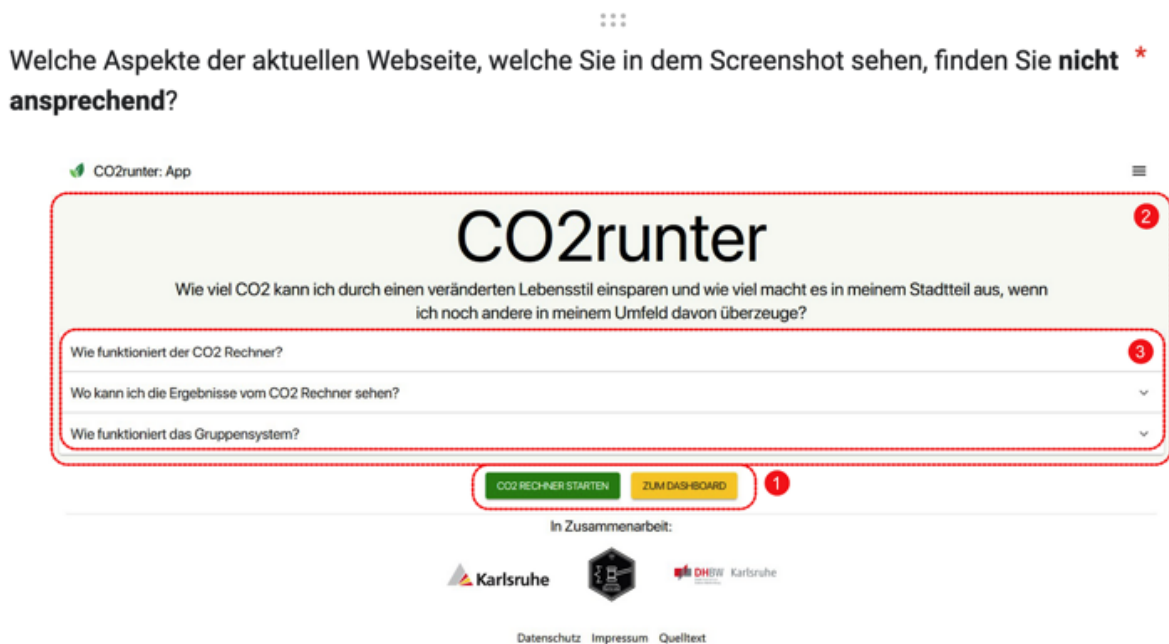 Welche Aspekte der aktuellen Webseite, welche Sie in dem Screenshot sehen, finden Sie nicht *
ansprechend?
CO2runter: App
2
CO2runter
Wie viel CO2 kann ich durch einen veränderten Lebensstil einsparen und wie viel macht es in meinem Stadtteil aus, wenn
ich noch andere in meinem Umfeld davon überzeuge?
Wie funktioniert der CO2 Rechner?
3
Wo kann ich die Ergebnisse vom CO2 Rechner sehen?
Wie funktioniert das Gruppensystem?
CO2 RECHNER STARTEN
ZUM DASHBOARD
1
In Zusammenarbeit:
Karlsruhe
DHBW Karlsruhe
Datenschutz Impressum Quelltext